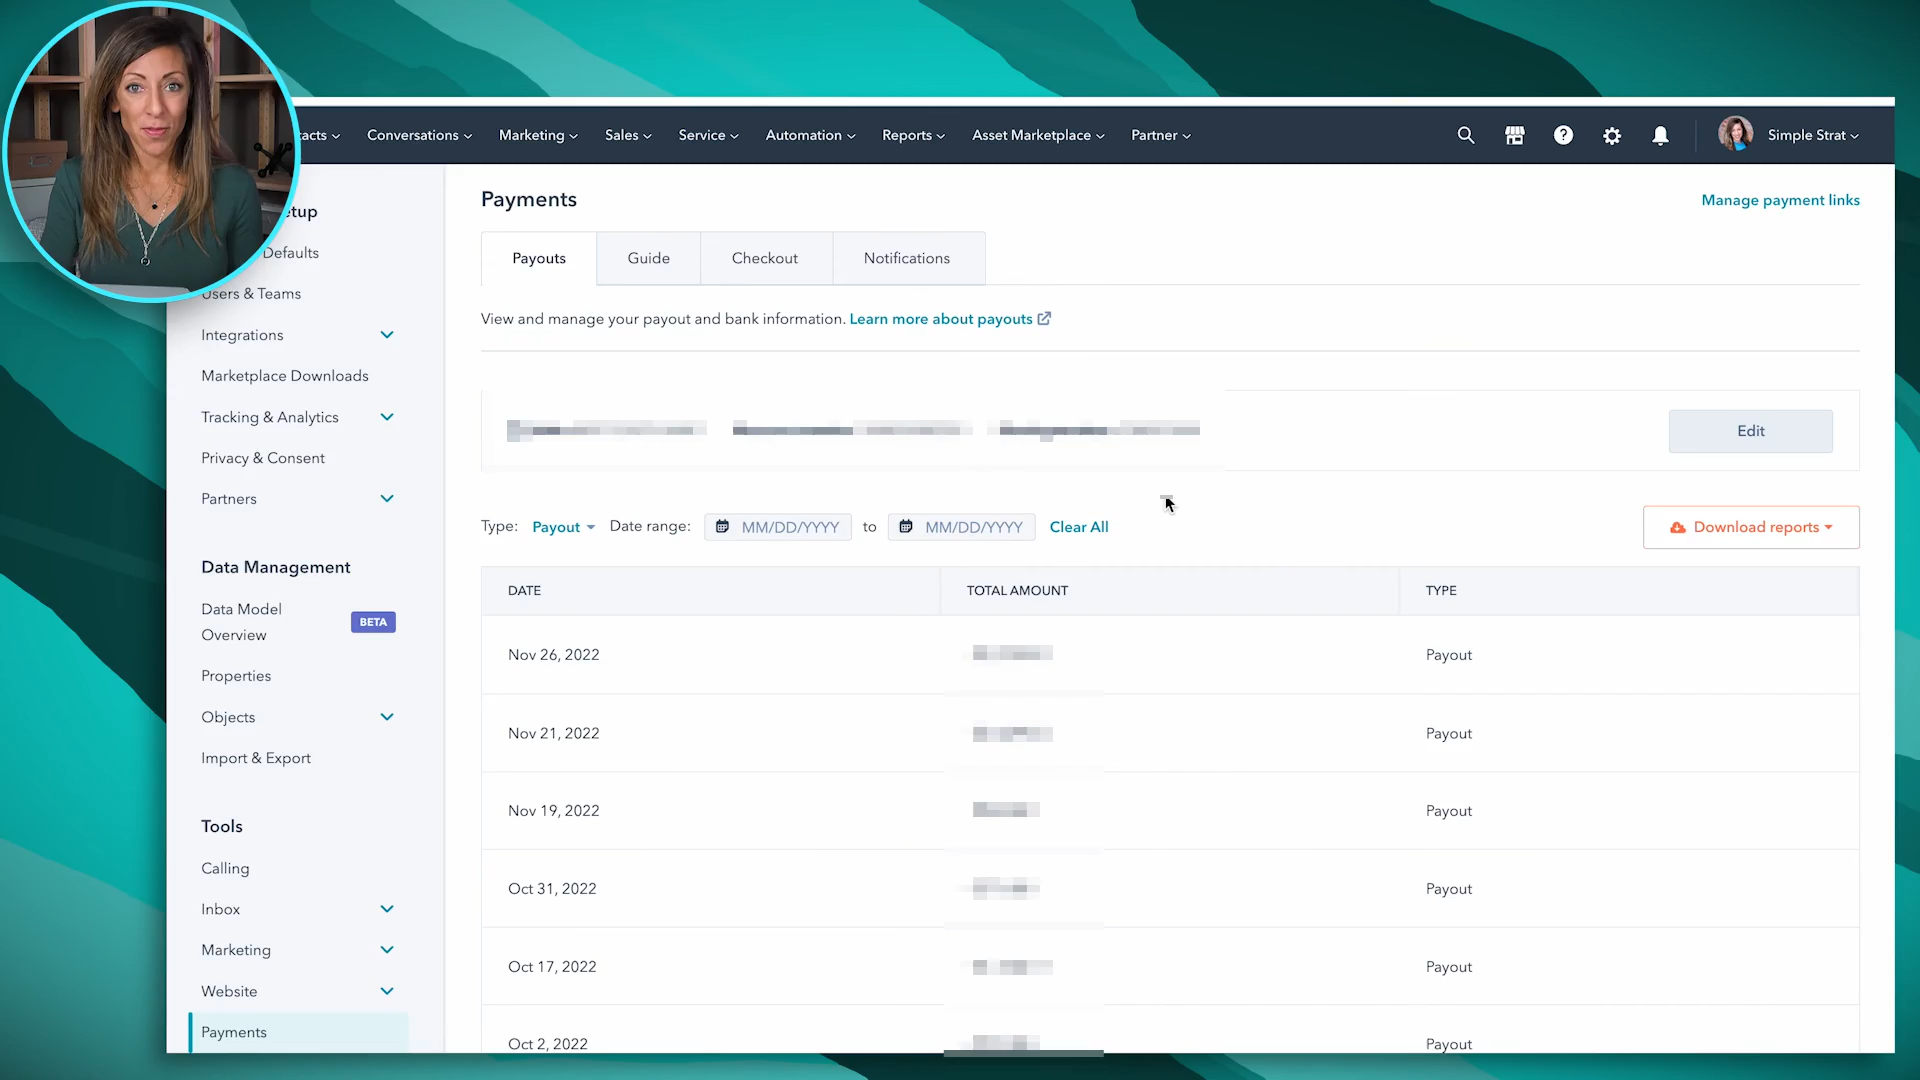 tacts Conversations Marketing Sales Service Automation Reports Asset Marketplace Partner Simple Strat
etup
Defaults
Users & Teams
Integrations
Marketplace Downloads
Tracking & Analytics
Privacy & Consent
Partners
Data Management
Data Model
Overview
BETA
Properties
Objects
Import & Export
Tools
Calling
Inbox
Marketing
Website
Payments
Payments
Manage payment links
Payouts Guide Checkout Notifications
View and manage your payout and bank information. Learn more about payouts
Edit
Type: Payout Date range: MM/DD/YYYY to MM/DD/YYYY Clear All
Download reports
DATE TOTAL AMOUNT TYPE
Nov 26, 2022 Payout
Nov 21, 2022 Payout
Nov 19, 2022 Payout
Oct 31, 2022 Payout
Oct 17, 2022 Payout
Oct 2, 2022 Payout